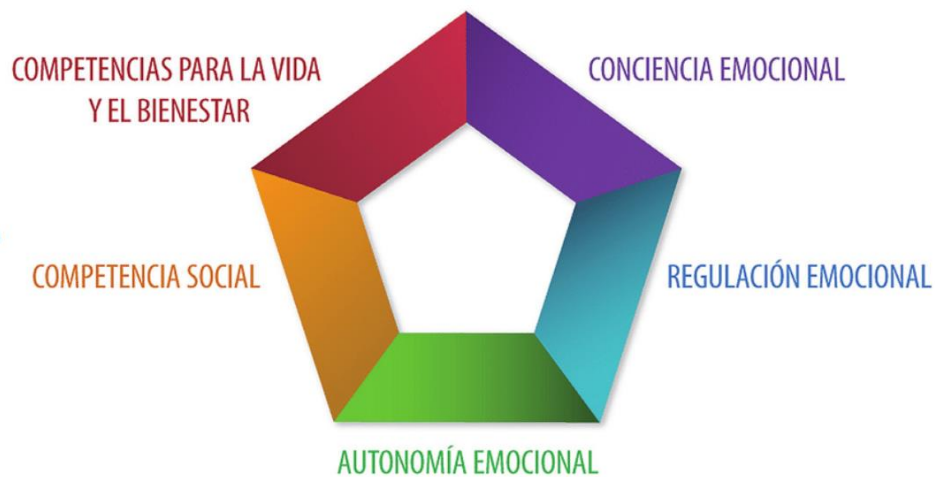 COMPETENCIAS PARA LA VIDA
Y EL BIENESTAR
CONCIENCIA EMOCIONAL
COMPETENCIA SOCIAL
REGULACIÓN EMOCIONAL
AUTONOMÍA EMOCIONAL